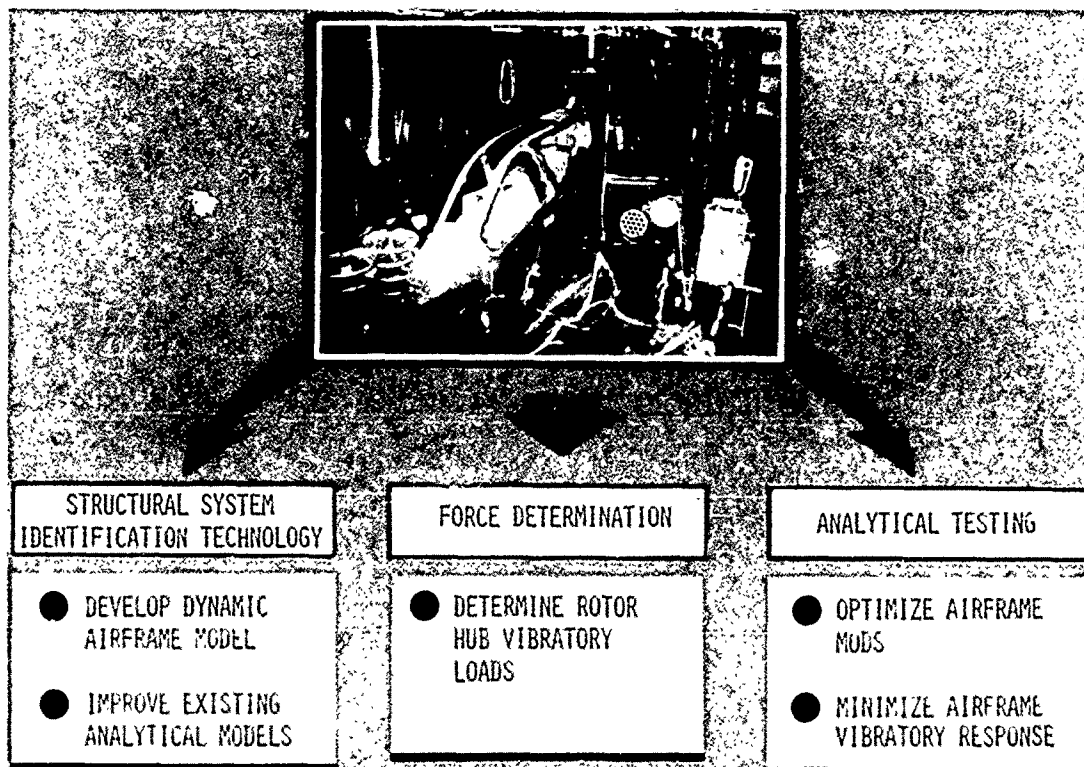 STRUCTURAL SYSTEM
IDENTIFICATION TECHNOLOGY
DEVELOP DYNAMIC
AIRFRAME MODEL
IMPROVE EXISTING
ANALYTICAL MODELS
FORCE DETERMINATION
DETERMINE ROTOR
HUB VIBRATORY
LOADS
ANALYTICAL TESTING
OPTIMIZE AIRFRAME
MODS
MINIMIZE AIRFRAME
VIBRATORY RESPONSE